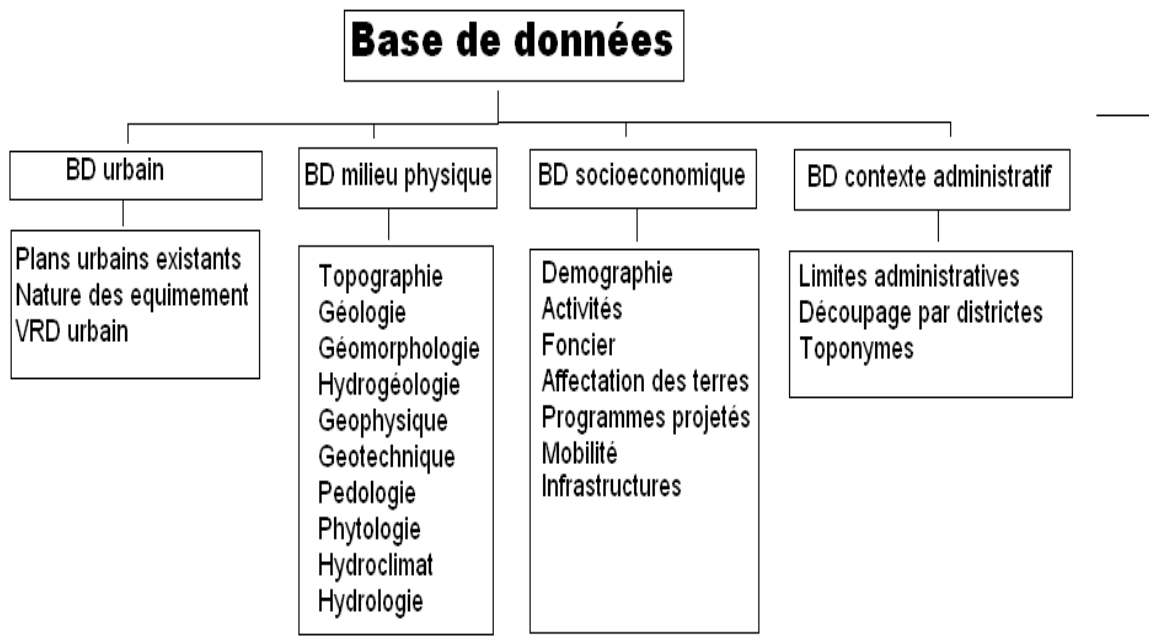 Base de données
BD urbain
Plans urbains existants
Nature des equimement
VRD urbain
BD milieu physique
Topographie
Géologie
Géomorphologie
Hydrogéologie
Geophysique
Geotechnique
Pedologie
Phytologie
Hydroclimat
Hydrologie
BD socioeconomique
Demographie
Activités
Foncier
Affectation des terres
Programmes projetés
Mobilité
Infrastructures
BD contexte administratif
Limites administratives
Découpage par districtes
Toponymes